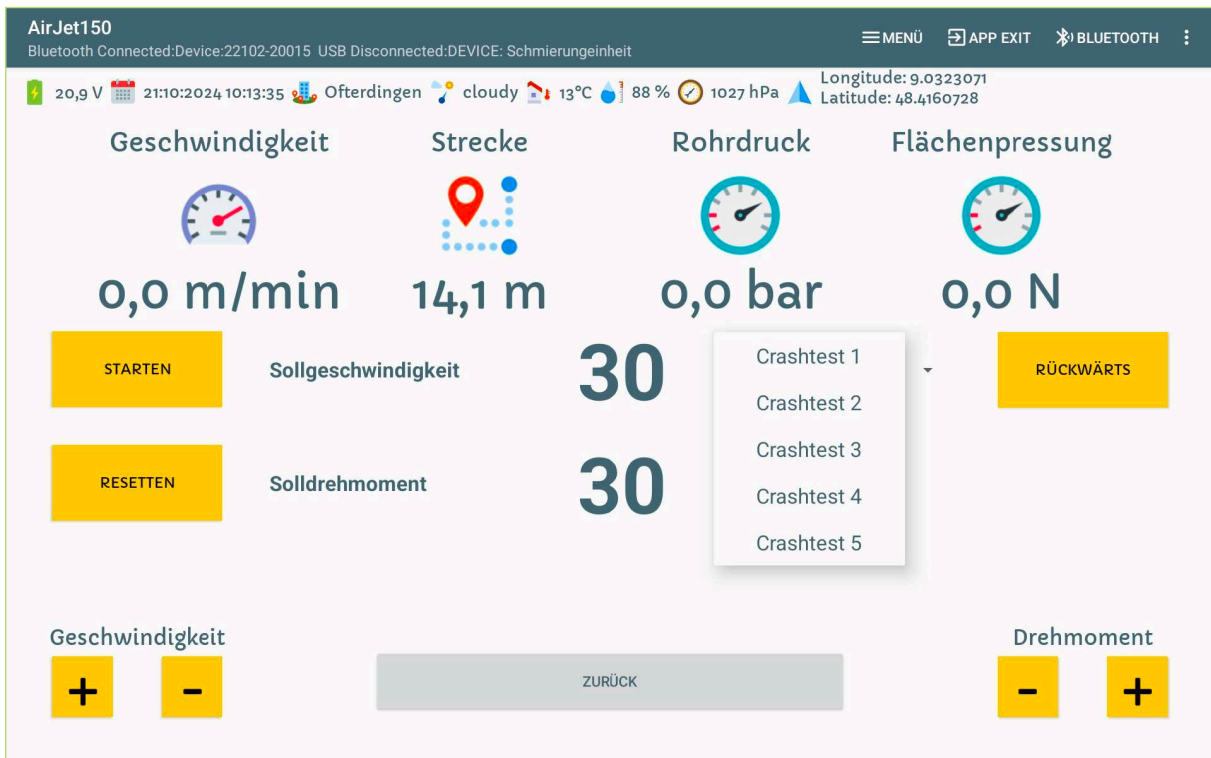 AirJet150
Bluetooth Connected:Device:22102-20015 USB Disconnected:DEVICE: Schmierungeinheit
MENÜ APP EXIT BLUETOOTH
20,9 V 21:10:2024 10:13:35 Ofterdingen cloudy 13°C 88 % 1027 hPa
Longitude: 9.0323071
Latitude: 48.4160728
Geschwindigkeit Strecke Rohrdruck Flächenpressung
0,0 m/min 14,1 m 0,0 bar 0,0 N
STARTEN Sollgeschwindigkeit 30 RÜCKWÄRTS
Crashtest 1
Crashtest 2
Crashtest 3
Crashtest 4
Crashtest 5
RESETTEN Solldrehmoment 30
Geschwindigkeit Drehmoment
+ - ZURÜCK - +